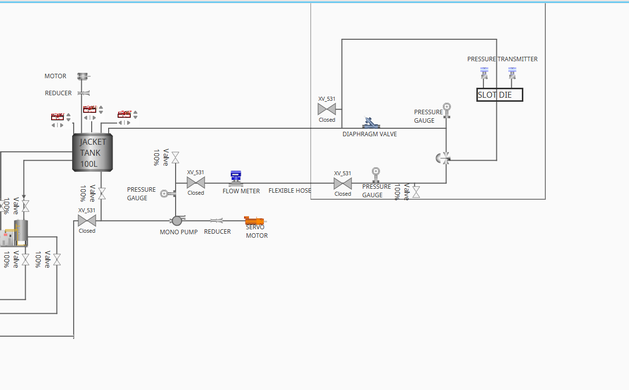 PRESSURE TRANSMITTER
MOTOR
REDUCER
SLOT DIE
XV_531
Closed
PRESSURE
GAUGE
DIAPHRAGM VALVE
JACKET
TANK
100L
100%
Valve
XV_531
Closed
FLOW METER
FLEXIBLE HOSE
XV_531
Closed
PRESSURE
GAUGE
100%
Valve
PRESSURE
GAUGE
100%
Valve
100%
Valve
XV_531
Closed
MONO PUMP
REDUCER
SERVO
MOTOR
100%
Valve
100%
Valve